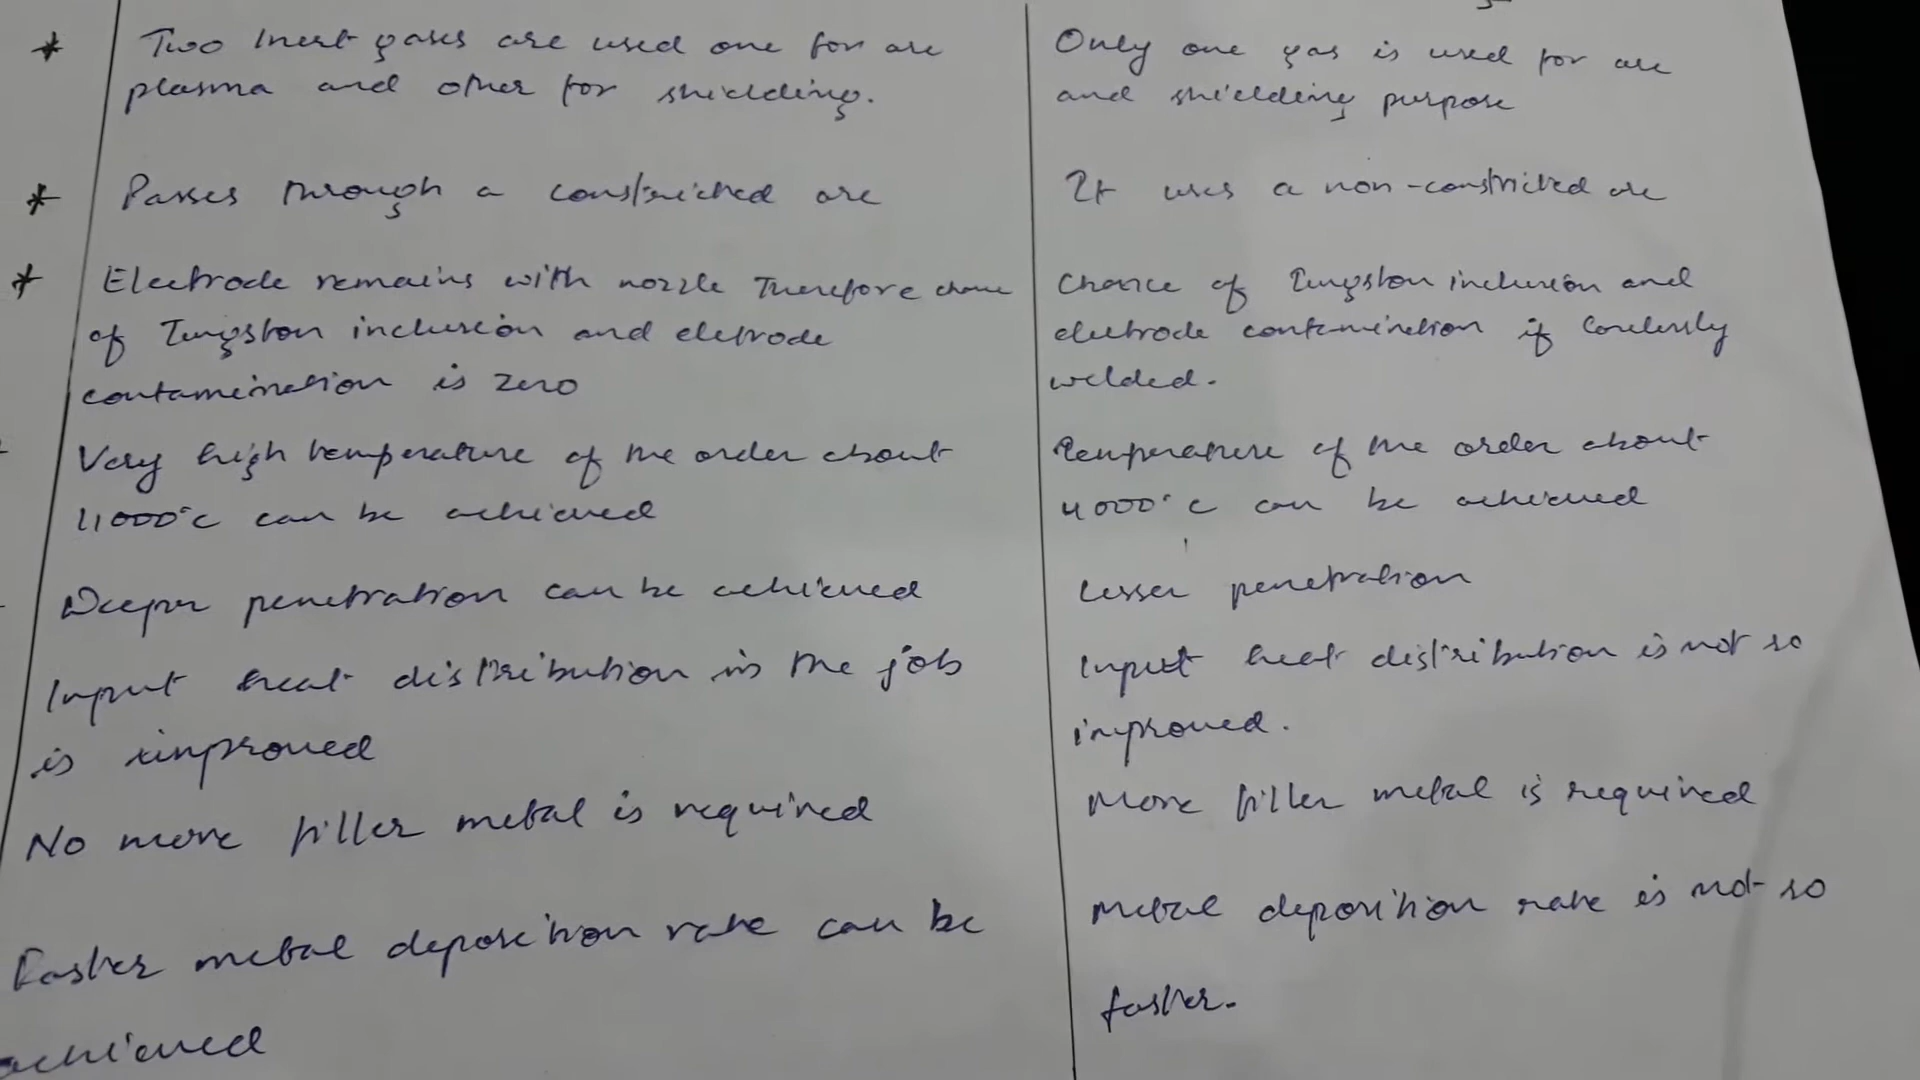 Two Inert gases are used one for arc
plasma and other for shielding.
Passes through a constricted arc
Electrode remains with nozzle Therefore chance
of Tungston inclusion and eletrode
contamination is zero
Very high temperature of the order about
11000°c can be achieved
Deeper penetration can be achieved
Input heat distribution in the job
is improved
No more filler metal is required
Faster metal deposition rate can be
achieved
Only one gas is used for arc
and shielding purpose
It uses a non-constricted arc
Chance of Tungston inclusion and
electrode contamination if Carelessly
welded.
Temperature of the order about
4000°c can be achieved
Lesser penetration
Input heat distribution is not so
improved.
More filler metal is required
Metal deposition rate is not so
faster.